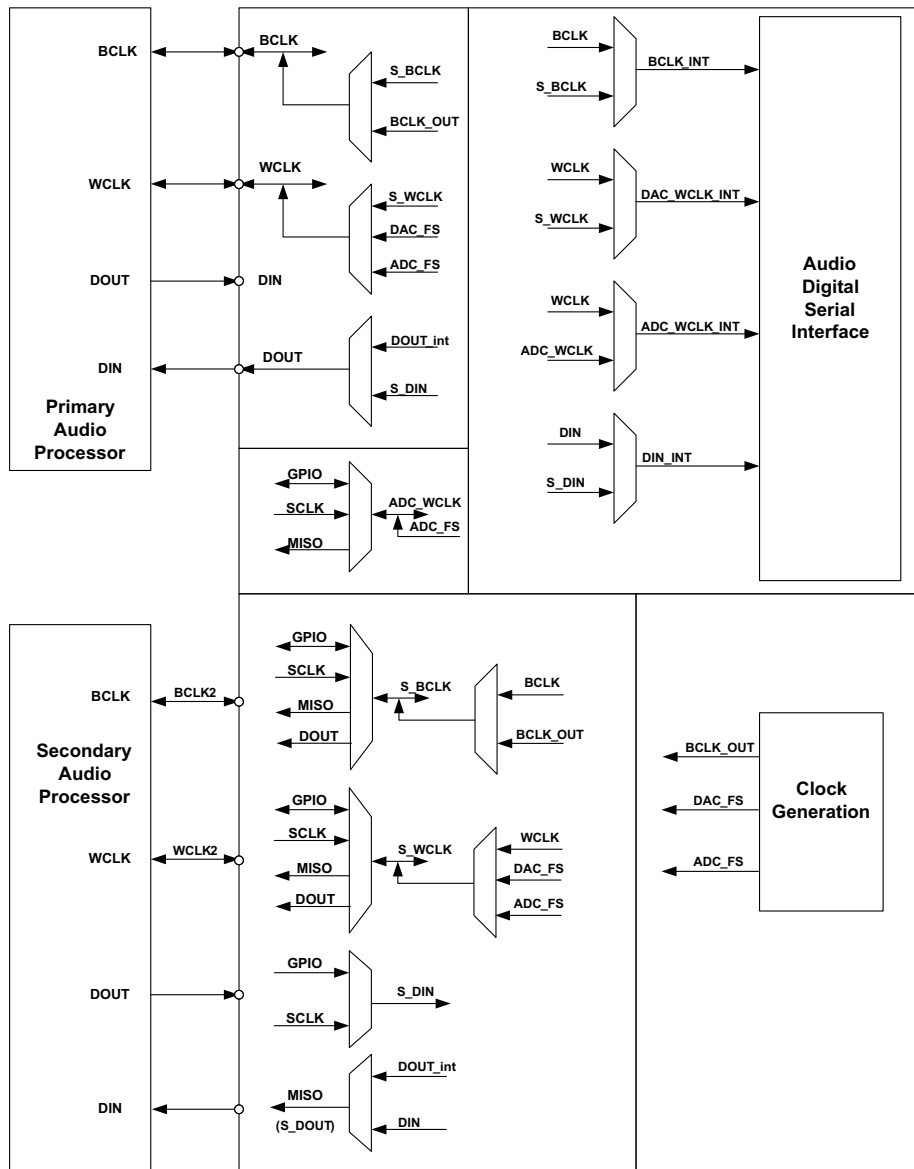 BCLK
WCLK
DOUT
DIN
Primary
Audio
Processor
BCLK
S_BCLK
BCLK_OUT
WCLK
S_WCLK
DAC_FS
ADC_FS
DIN
DOUT
DOUT_int
S_DIN
BCLK
S_BCLK
BCLK_INT
WCLK
S_WCLK
DAC_WCLK_INT
WCLK
ADC_WCLK
ADC_WCLK_INT
DIN
S_DIN
DIN_INT
Audio
Digital
Serial
Interface
GPIO
SCLK
MISO
ADC_WCLK
ADC_FS
BCLK
Secondary
Audio
Processor
WCLK
DOUT
DIN
BCLK2
WCLK2
GPIO
SCLK
MISO
DOUT
S_BCLK
BCLK
BCLK_OUT
GPIO
SCLK
MISO
DOUT
S_WCLK
WCLK
DAC_FS
ADC_FS
GPIO
SCLK
S_DIN
MISO
(S_DOUT)
DOUT_int
DIN
BCLK_OUT
DAC_FS
ADC_FS
Clock
Generation